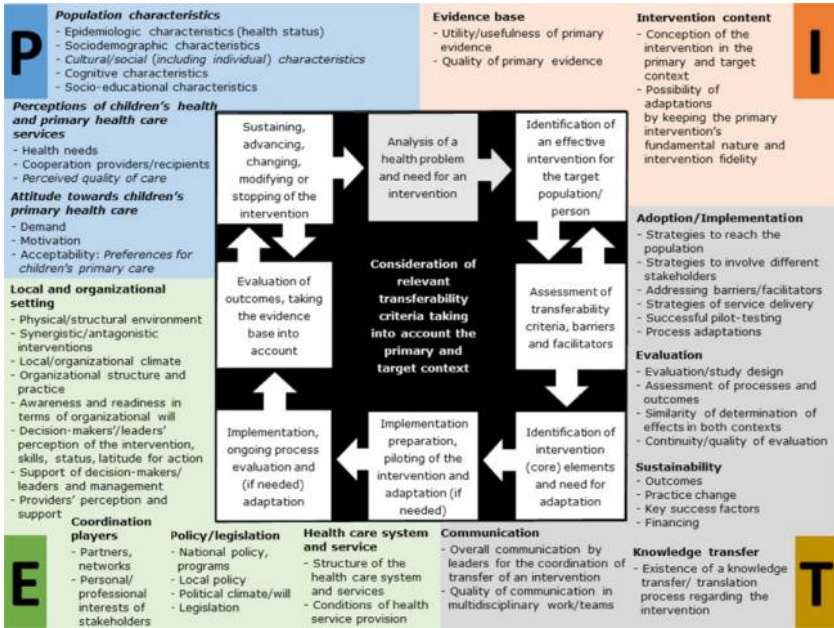 P
Population characteristics
- Epidemiologic characteristics (health status)
- Sociodemographic characteristics
- Cultural/social (including individual) characteristics
- Cognitive characteristics
- Socio-educational characteristics
Perceptions of children's health
and primary health care
services
- Health needs
- Cooperation providers/recipients
- Perceived quality of care
Attitude towards children's
primary health care
- Demand
- Motivation
- Acceptability: Preferences for
children's primary care
Evidence base
- Utility/usefulness of primary
evidence
- Quality of primary evidence
Intervention content
- Conception of the
intervention in the
primary and target
context
- Possibility of
adaptations
by keeping the primary
intervention's
fundamental nature and
intervention fidelity
I
Sustaining,
advancing,
changing,
modifying or
stopping of the
intervention
Analysis of a
health problem
and need for an
intervention
Identification of
an effective
intervention for
the target
population/
person
Evaluation of
outcomes, taking
the evidence
base into
account
Consideration of
relevant
transferability
criteria taking
into account the
primary and
target context
Assessment of
transferability
criteria, barriers
and facilitators
Implementation,
ongoing process
evaluation and
(if needed)
adaptation
Implementation
preparation,
piloting of the
intervention and
adaptation (if
needed)
Identification of
intervention
(core) elements
and need for
adaptation
Local and organizational
setting
- Physical/structural environment
- Synergistic/antagonistic
interventions
- Local/organizational climate
- Organizational structure and
practice
- Awareness and readiness in
terms of organizational will
- Decision-makers'/leaders'
perception of the intervention,
skills, status, latitude for action
- Support of decision-makers/
leaders and management
- Providers' perception and
support
E
Coordination
players
- Partners,
networks
- Personal/
professional
interests of
stakeholders
Policy/legislation
- National policy,
programs
- Local policy
- Political climate/will
- Legislation
Health care system
and service
- Structure of the
health care system
and services
- Conditions of health
service provision
Adoption/Implementation
- Strategies to reach the
population
- Strategies to involve different
stakeholders
- Addressing barriers/facilitators
- Strategies of service delivery
- Successful pilot-testing
- Process adaptations
Evaluation
- Evaluation/study design
- Assessment of processes and
outcomes
- Similarity of determination of
effects in both contexts
- Continuity/quality of evaluation
Sustainability
- Outcomes
- Practice change
- Key success factors
- Financing
Communication
- Overall communication by
leaders for the coordination of
transfer of an intervention
- Quality of communication in
multidisciplinary work/teams
Knowledge transfer
- Existence of a knowledge
transfer/ translation
process regarding the
intervention
T